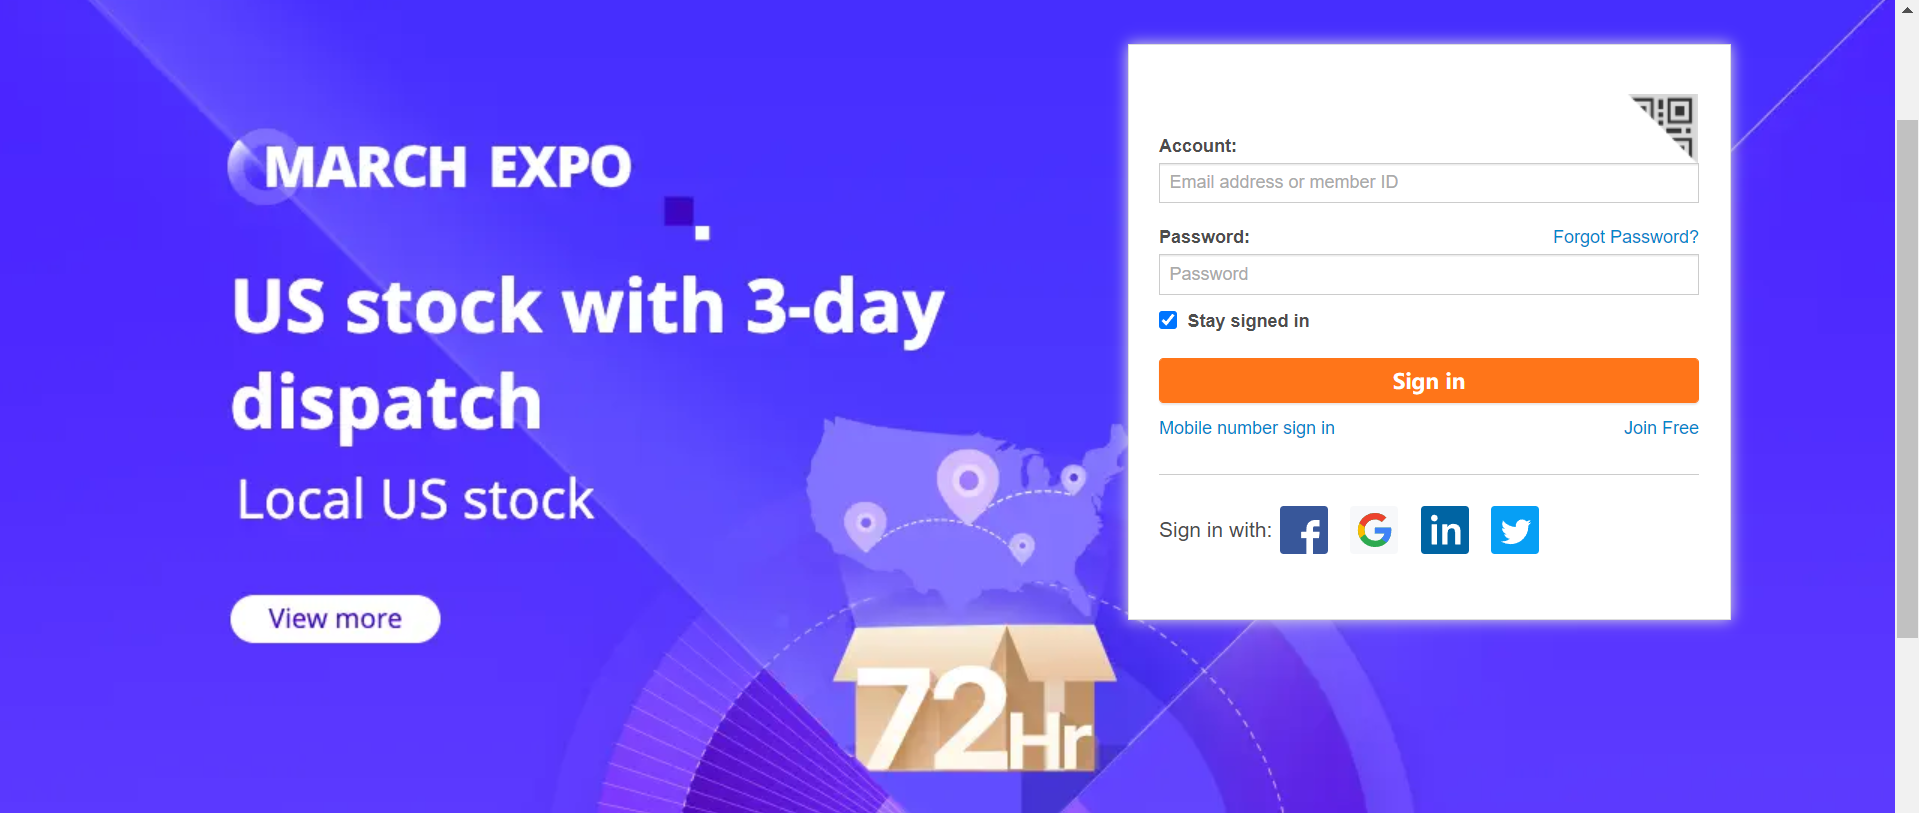 MARCH EXPO
US stock with 3-day
dispatch
Local US stock
View more
72Hr
Account:
Email address or member ID
Password:
Forgot Password?
Password
Stay signed in
Sign in
Mobile number sign in
Join Free
Sign in with: